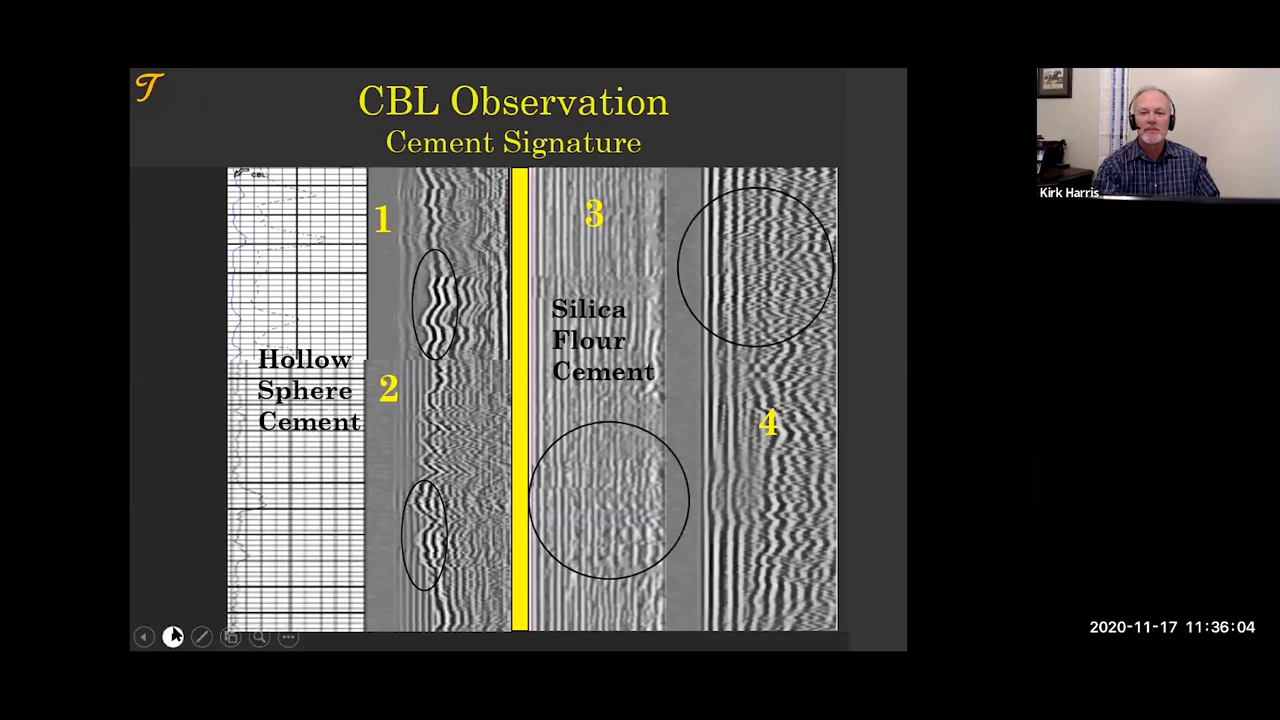 T
CBL Observation
Cement Signature
CBL
1
Hollow
Sphere
Cement
2
3
Silica
Flour
Cement
4
Kirk Harris
2020-11-17 11:36:04